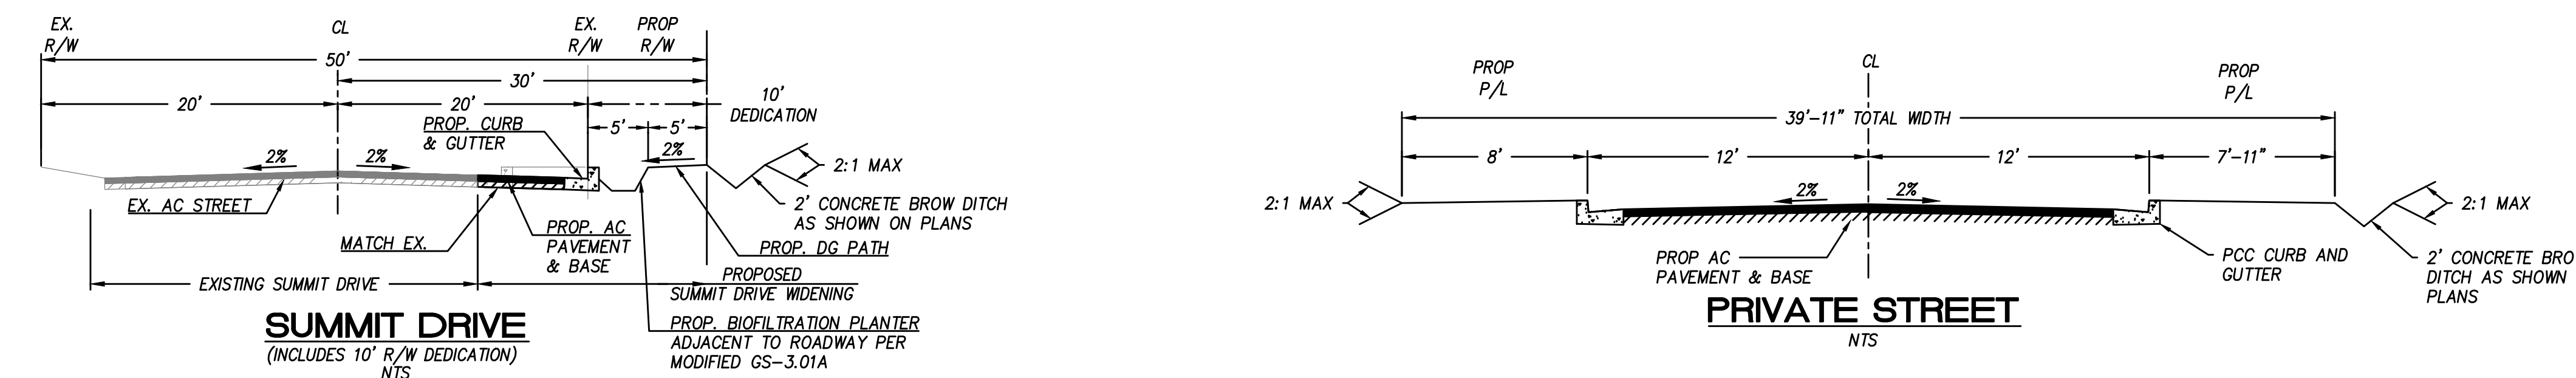 EX.
R/W
CL
EX.
R/W
PROP
R/W
50'
30'
20'
20'
10'
DEDICATION
5'
5'
PROP. CURB
& GUTTER
2%
2%
2%
2:1 MAX
EX. AC STREET
MATCH EX.
PROP. AC
PAVEMENT
& BASE
2' CONCRETE BROW DITCH
AS SHOWN ON PLANS
PROP. DG PATH
EXISTING SUMMIT DRIVE
PROPOSED
SUMMIT DRIVE WIDENING
PROP. BIOFILTRATION PLANTER
ADJACENT TO ROADWAY PER
MODIFIED GS-3.01A
SUMMIT DRIVE
(INCLUDES 10' R/W DEDICATION)
NTS
PROP
P/L
CL
PROP
P/L
39'-11" TOTAL WIDTH
8'
12'
12'
7'-11"
2:1 MAX
2%
2%
2:1 MAX
PROP AC
PAVEMENT & BASE
PCC CURB AND
GUTTER
2' CONCRETE BRO
DITCH AS SHOWN
PLANS
PRIVATE STREET
NTS